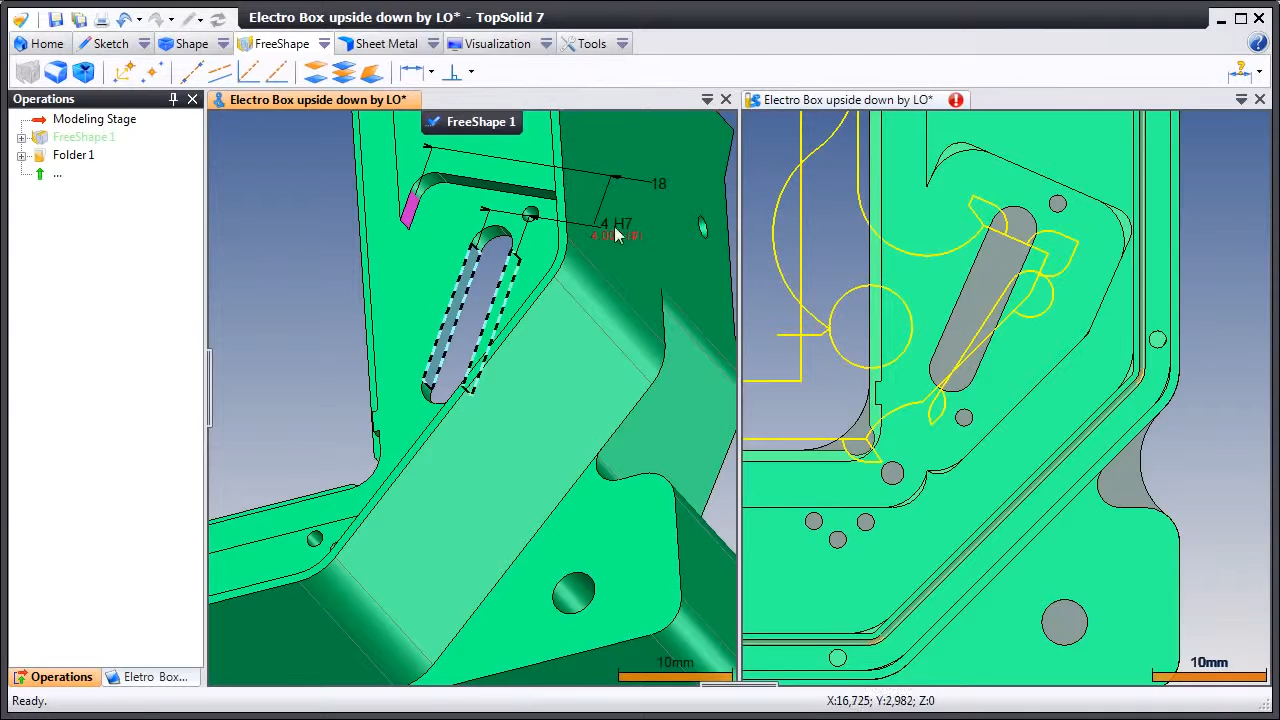 Electro Box upside down by LO* - TopSolid 7
Home
Sketch
Shape
FreeShape
Sheet Metal
Visualization
Tools
Operations
Electro Box upside down by LO*
Electro Box upside down by LO*
Modeling Stage
FreeShape 1
Folder 1
...
FreeShape 1
18
4 H7
10mm
10mm
Operations
Eletro Box...
Ready.
X:16,725; Y:2,982; Z:0